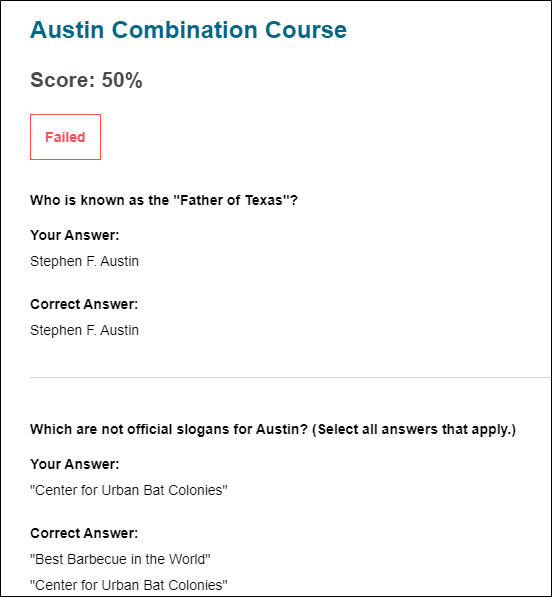 Austin Combination Course
Score: 50%
Failed
Who is known as the "Father of Texas"?
Your Answer:
Stephen F. Austin
Correct Answer:
Stephen F. Austin
Which are not official slogans for Austin? (Select all answers that apply.)
Your Answer:
"Center for Urban Bat Colonies"
Correct Answer:
"Best Barbecue in the World"
"Center for Urban Bat Colonies"